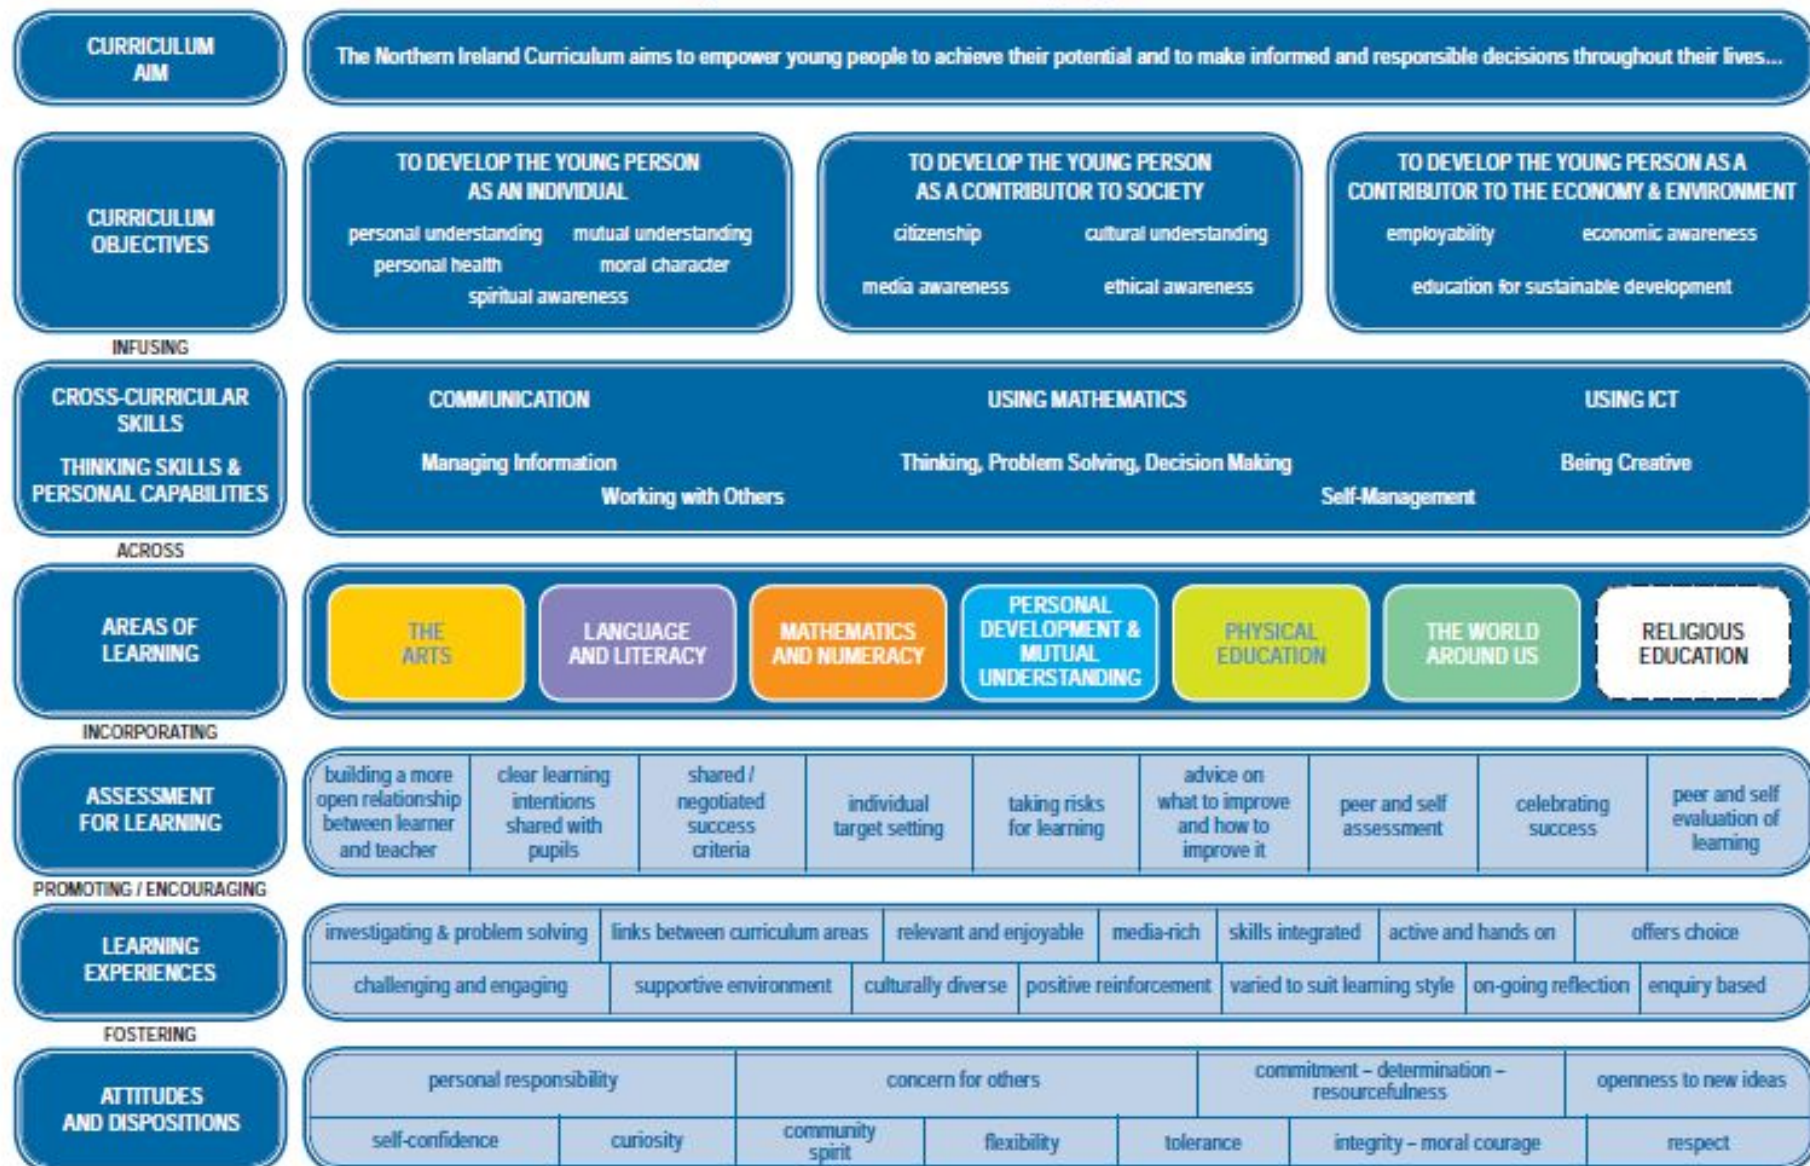 CURRICULUM
AIM
The Northern Ireland Curriculum aims to empower young people to achieve their potential and to make informed and responsible decisions throughout their lives...
CURRICULUM
OBJECTIVES
TO DEVELOP THE YOUNG PERSON
AS AN INDIVIDUAL
personal understanding mutual understanding
personal health moral character
spiritual awareness
TO DEVELOP THE YOUNG PERSON
AS A CONTRIBUTOR TO SOCIETY
citizenship cultural understanding
media awareness ethical awareness
TO DEVELOP THE YOUNG PERSON AS A
CONTRIBUTOR TO THE ECONOMY & ENVIRONMENT
employability economic awareness
education for sustainable development
INFUSING
CROSS-CURRICULAR
SKILLS
THINKING SKILLS &
PERSONAL CAPABILITIES
COMMUNICATION USING MATHEMATICS USING ICT
Managing Information Thinking, Problem Solving, Decision Making Being Creative
Working with Others Self-Management
ACROSS
AREAS OF
LEARNING
THE
ARTS
LANGUAGE
AND LITERACY
MATHEMATICS
AND NUMERACY
PERSONAL
DEVELOPMENT &
MUTUAL
UNDERSTANDING
PHYSICAL
EDUCATION
THE WORLD
AROUND US
RELIGIOUS
EDUCATION
INCORPORATING
ASSESSMENT
FOR LEARNING
building a more
open relationship
between learner
and teacher
clear learning
intentions
shared with
pupils
shared /
negotiated
success
criteria
individual
target setting
taking risks
for learning
advice on
what to improve
and how to
improve it
peer and self
assessment
celebrating
success
peer and self
evaluation of
learning
PROMOTING / ENCOURAGING
LEARNING
EXPERIENCES
investigating & problem solving links between curriculum areas relevant and enjoyable media-rich skills integrated active and hands on offers choice
challenging and engaging supportive environment culturally diverse positive reinforcement varied to suit learning style on-going reflection enquiry based
FOSTERING
ATTITUDES
AND DISPOSITIONS
personal responsibility
concern for others
commitment – determination –
resourcefulness
openness to new ideas
self-confidence
curiosity
community
spirit
flexibility
tolerance
integrity – moral courage
respect